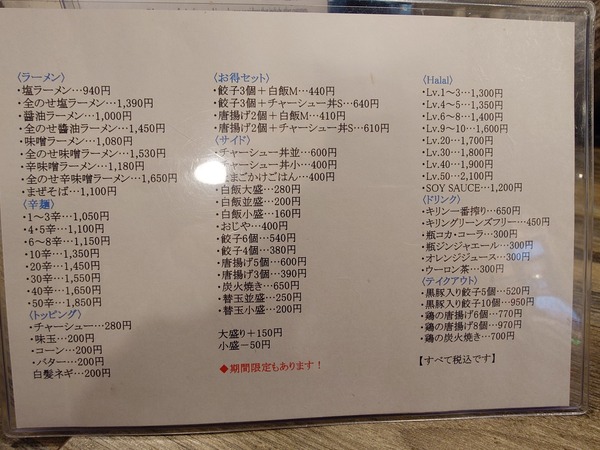 〈ラーメン〉
・塩ラーメン…940円
・全のせ塩ラーメン…1,390円
・醤油ラーメン…1,000円
・全のせ醬油ラーメン…1,450円
・味噌ラーメン…1,080円
・全のせ味噌ラーメン…1,530円
・辛味噌ラーメン…1,180円
・全のせ辛味噌ラーメン…1,650円
・まぜそば…1,100円
〈辛麺〉
・1～3辛…1,050円
・4・5辛…1,100円
・6～8辛…1,150円
・10辛…1,350円
・20辛…1,450円
・30辛…1,550円
・40辛…1,650円
・50辛…1,850円
〈トッピング〉
・チャーシュー…280円
・味玉…200円
・コーン…200円
・バター…200円
白髪ネギ…200円
〈お得セット〉
・餃子3個＋白飯M…440円
・餃子3個＋チャーシュー丼S…640円
・唐揚げ2個＋白飯M…410円
・唐揚げ2個＋チャーシュー丼S…610円
〈サイド〉
・チャーシュー丼並…600円
・チャーシュー丼小…400円
・たまごかけごはん…400円
・白飯大盛…280円
・白飯並盛…200円
・白飯小盛…160円
・おじや…400円
・餃子6個…540円
・餃子4個…380円
・唐揚げ5個…600円
・唐揚げ3個…390円
・炭火焼き…650円
・替玉並盛…250円
・替玉小盛…200円
大盛り＋150円
小盛－50円
◆期間限定もあります！
〈Halal〉
・Lv.1～3…1,300円
・Lv.4～5…1,350円
・Lv.6～8…1,400円
・Lv.9～10…1,600円
・Lv.20…1,700円
・Lv.30…1,800円
・Lv.40…1,900円
・Lv.50…2,100円
・SOY SAUCE…1,200円
〈ドリンク〉
・キリン一番搾り…650円
・キリングリーンズフリー…450円
・瓶コカ・コーラ…300円
・瓶ジンジャエール…300円
・オレンジジュース…300円
・ウーロン茶…300円
〈テイクアウト〉
・黒豚入り餃子5個…520円
・黒豚入り餃子10個…950円
・鶏の唐揚げ6個…770円
・鶏の唐揚げ8個…970円
・鶏の炭火焼き…700円
【すべて税込です】